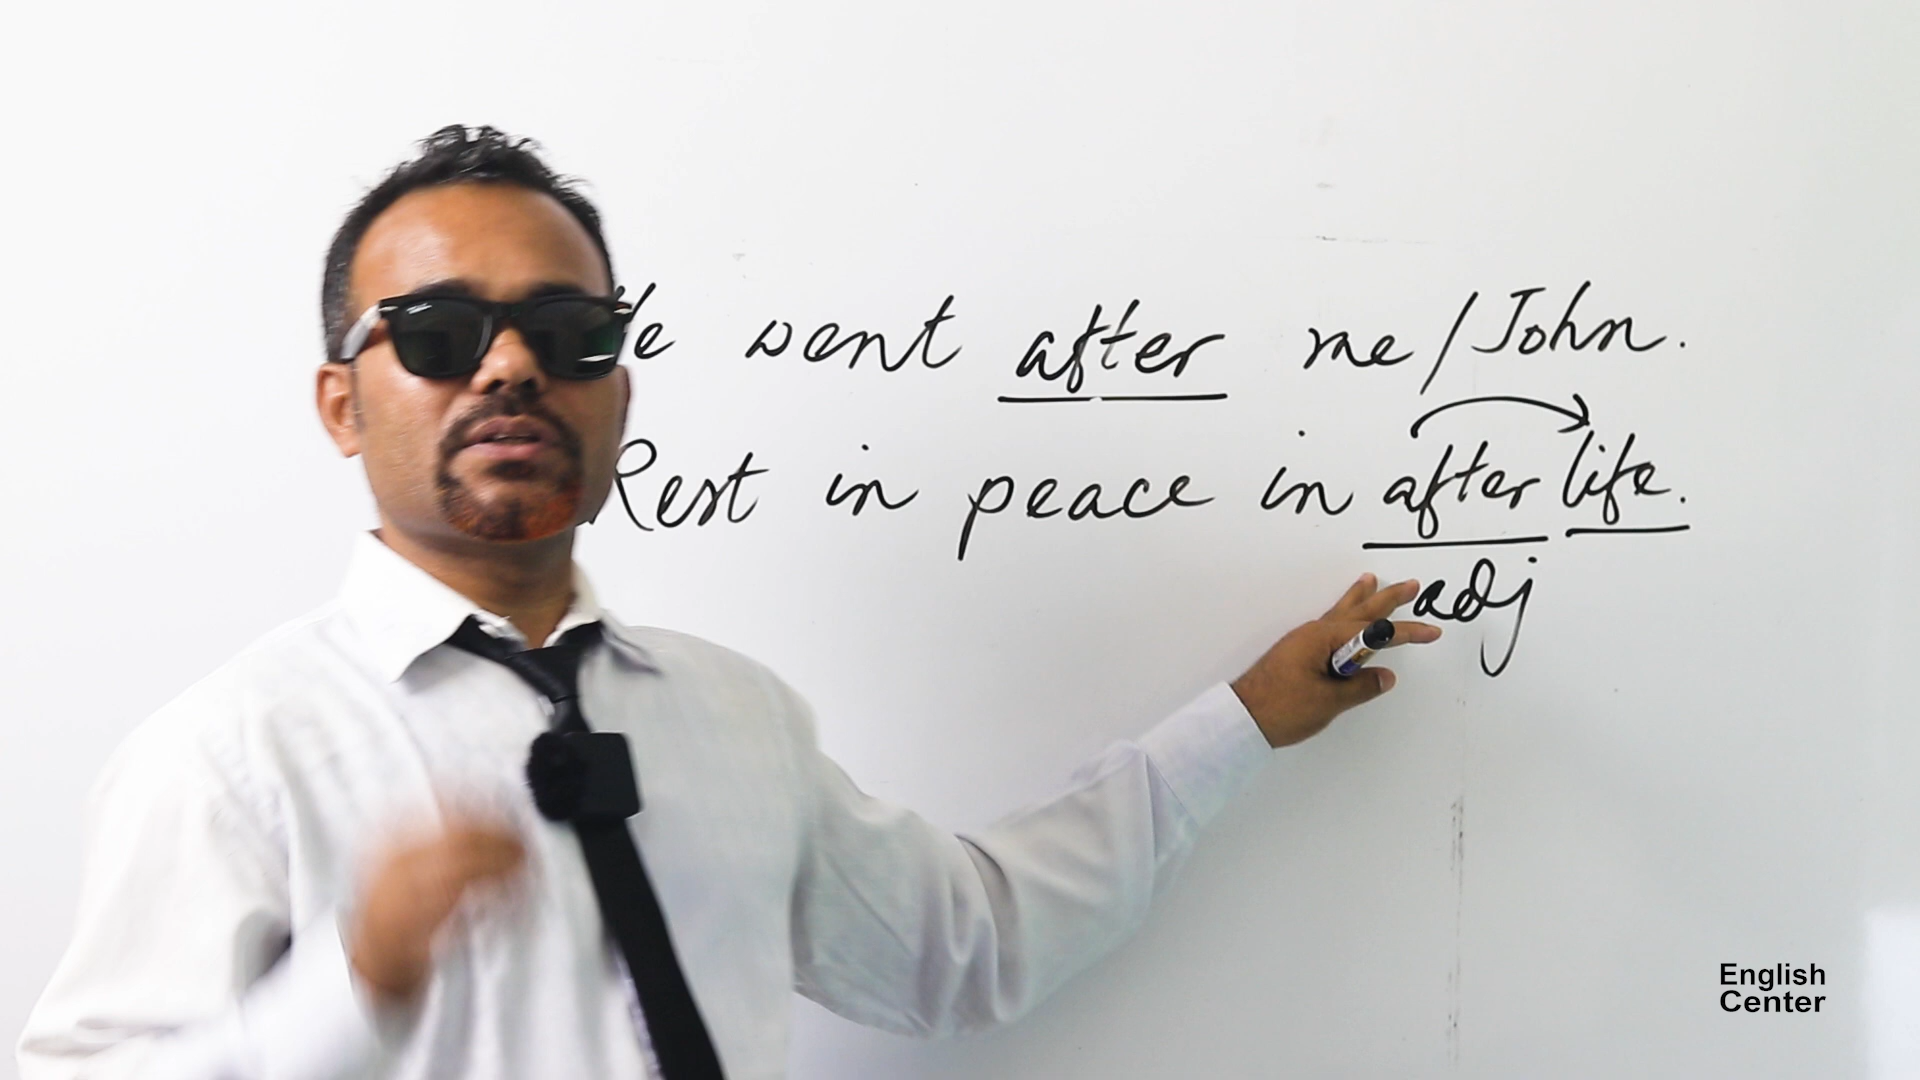 went after me / John.
Rest in peace in after life.
adj
English
Center